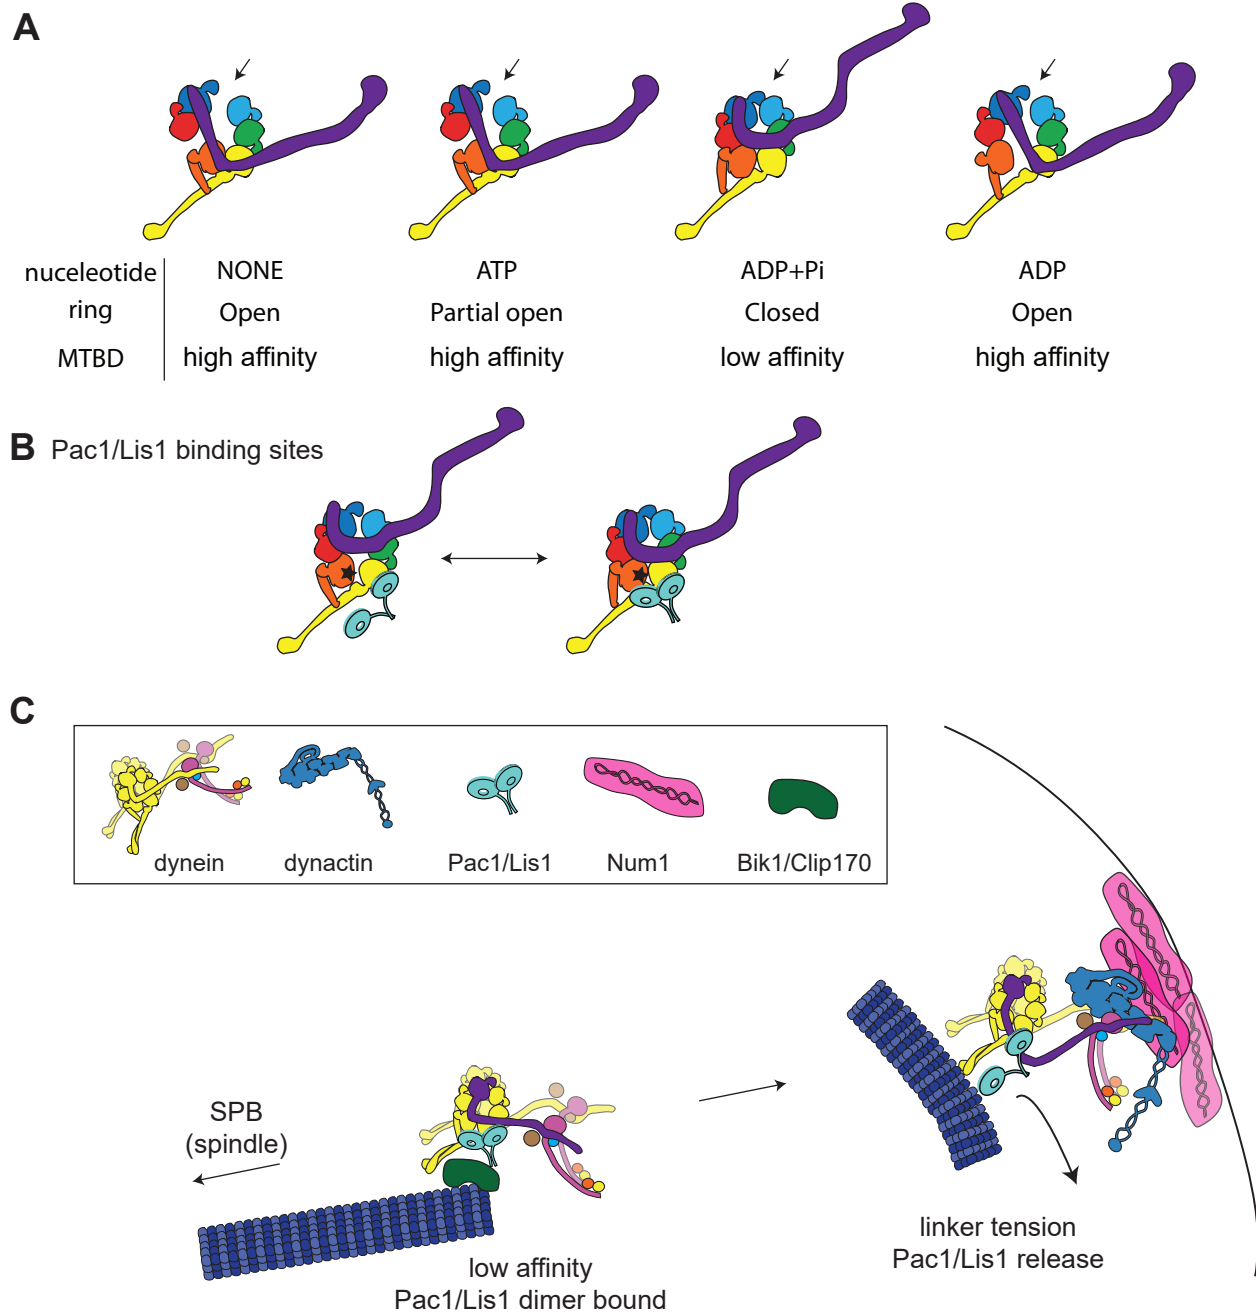 A
nuceleotide NONE ATP ADP+Pi ADP
ring Open Partial open Closed Open
MTBD high affinity high affinity low affinity high affinity
B Pac1/Lis1 binding sites
C
dynein dynactin Pac1/Lis1 Num1 Bik1/Clip170
SPB
(spindle)
low affinity
Pac1/Lis1 dimer bound
linker tension
Pac1/Lis1 release